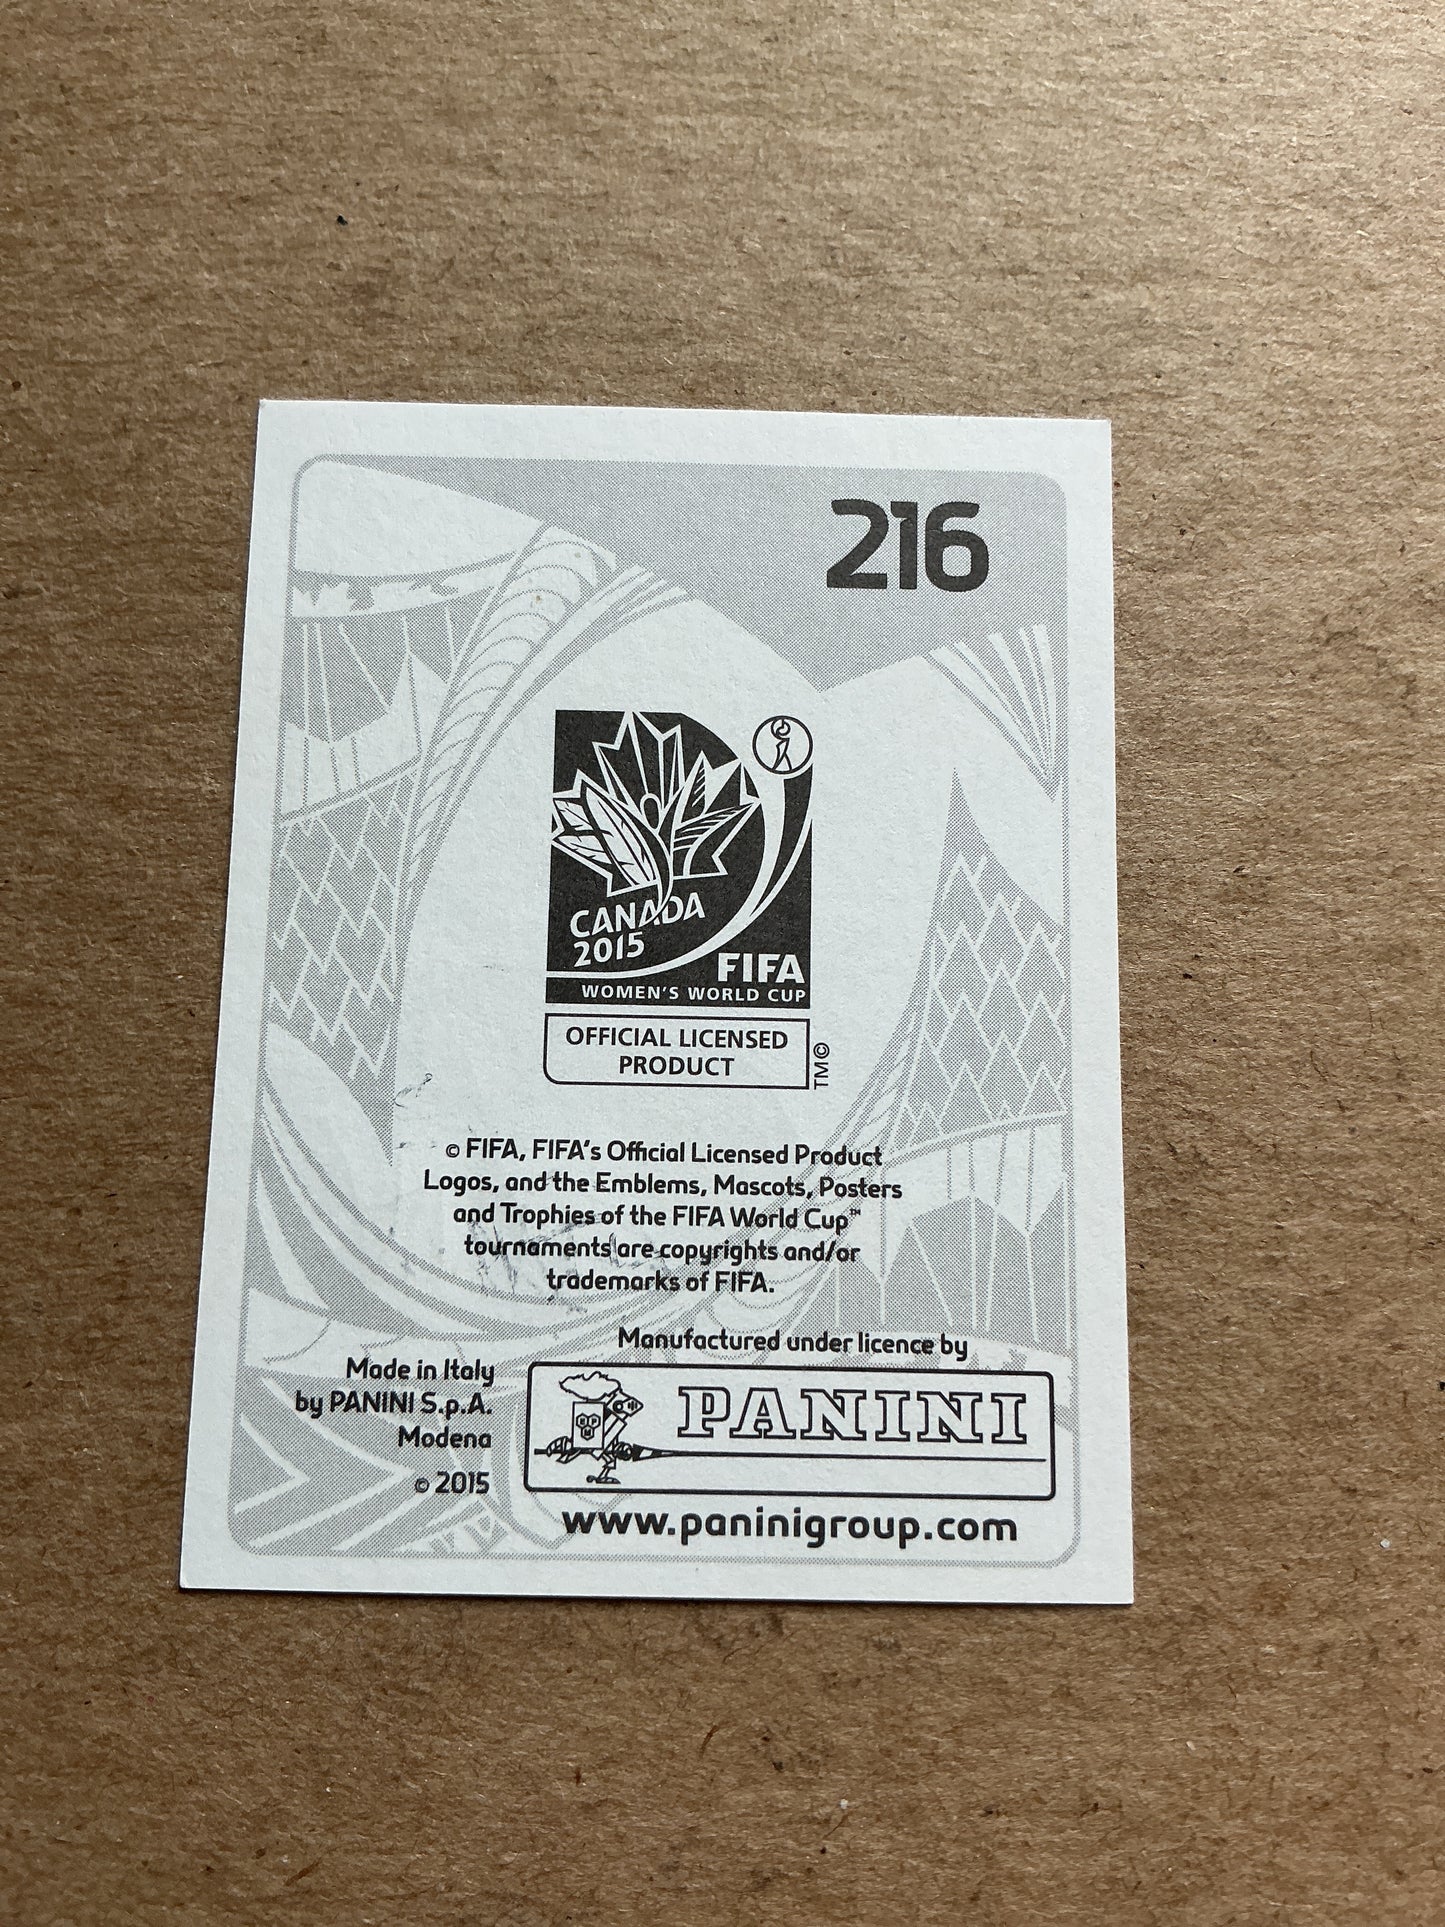 216
CANADA
2015
FIFA
WOMEN'S WORLD CUP
OFFICIAL LICENSED
PRODUCT
TM©
© FIFA, FIFA's Official Licensed Product
Logos, and the Emblems, Mascots, Posters
and Trophies of the FIFA World Cup™
tournaments are copyrights and/or
trademarks of FIFA.
Manufactured under licence by
Made in Italy
by PANINI S.p.A.
Modena
© 2015
PANINI
www.paninigroup.com